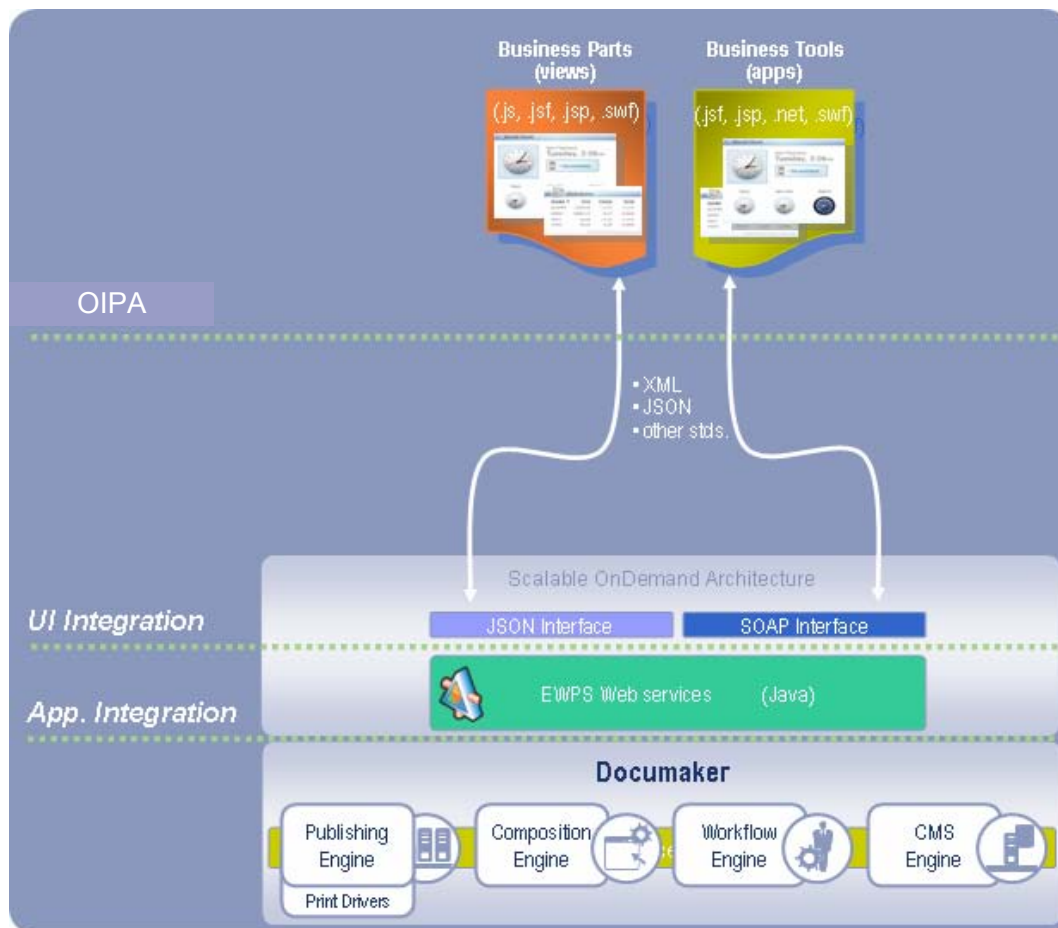 Business Parts
(views)
Business Tools
(apps)
(.js, .jsf, .jsp, .swf)
(.jsf, .jsp, .net, .swf)
OIPA
▪ XML
▪ JSON
▪ other stds.
Scalable OnDemand Architecture
UI Integration
JSON Interface
SOAP Interface
EWPS Web services (Java)
App. Integration
Documaker
Publishing
Engine
Composition
Engine
Workflow
Engine
CMS
Engine
Print Drivers